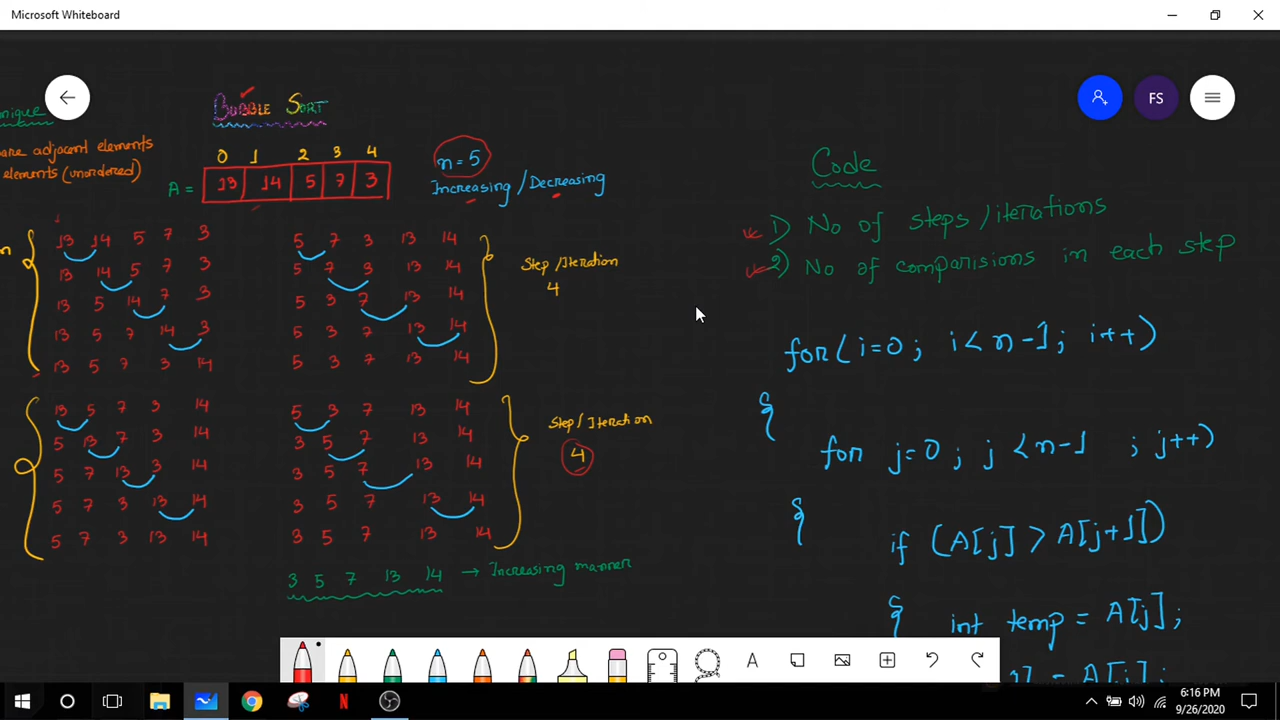 Microsoft Whiteboard
nique
BUBBLE SORT
FS
are adjacent elements
elements (unordered)
0 1 2 3 4
A = 13 14 5 7 3
n = 5
Increasing / Decreasing
n
13 14 5 7 3
13 14 5 7 3
13 5 14 7 3
13 5 7 14 3
13 5 7 3 14
5 7 3 13 14
5 7 3 13 14
5 3 7 13 14
5 3 7 13 14
5 3 7 13 14
Step / Iteration
4
13 5 7 3 14
5 13 7 3 14
5 7 13 3 14
5 7 3 13 14
5 7 3 13 14
5 3 7 13 14
3 5 7 13 14
3 5 7 13 14
3 5 7 13 14
3 5 7 13 14
Step / Iteration
4
3 5 7 13 14 → Increasing manner
Code
1) No of steps/iterations
2) No of comparisions in each step
for(i=0; i< n-1; i++)
{
for j=0; j <n-1 ; j++)
{
if (A[j] > A[j+1])
{ int temp = A[j];
= A[j];
6:16 PM
9/26/2020